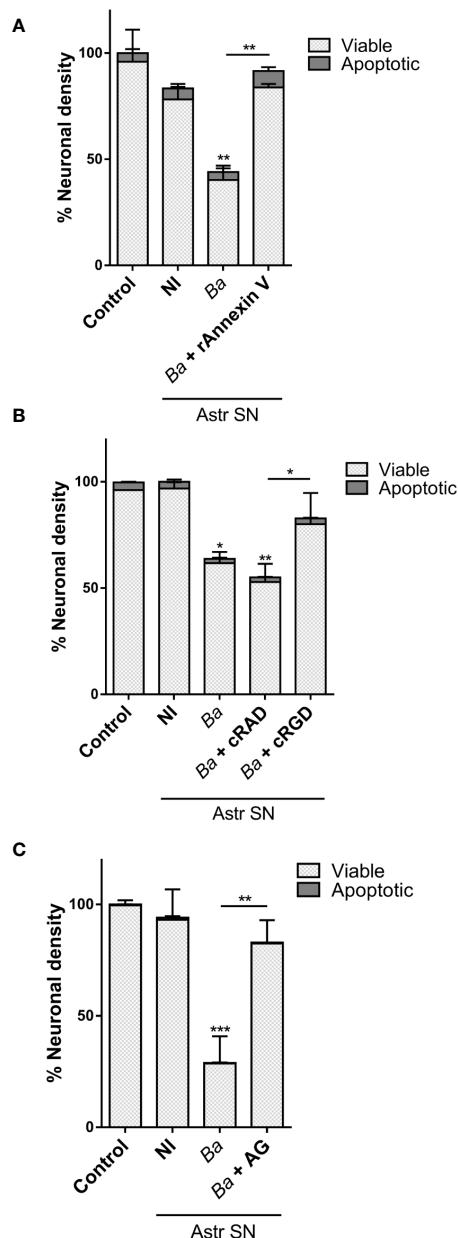 A
Viable
Apoptotic
% Neuronal density
100
50
0
**
**
Control
NI
Ba
Ba + rAnnexin V
Astr SN
B
Viable
Apoptotic
% Neuronal density
100
50
0
*
**
*
Control
NI
Ba
Ba + cRAD
Ba + cRGD
Astr SN
C
Viable
Apoptotic
% Neuronal density
100
50
0
***
**
Control
NI
Ba
Ba + AG
Astr SN